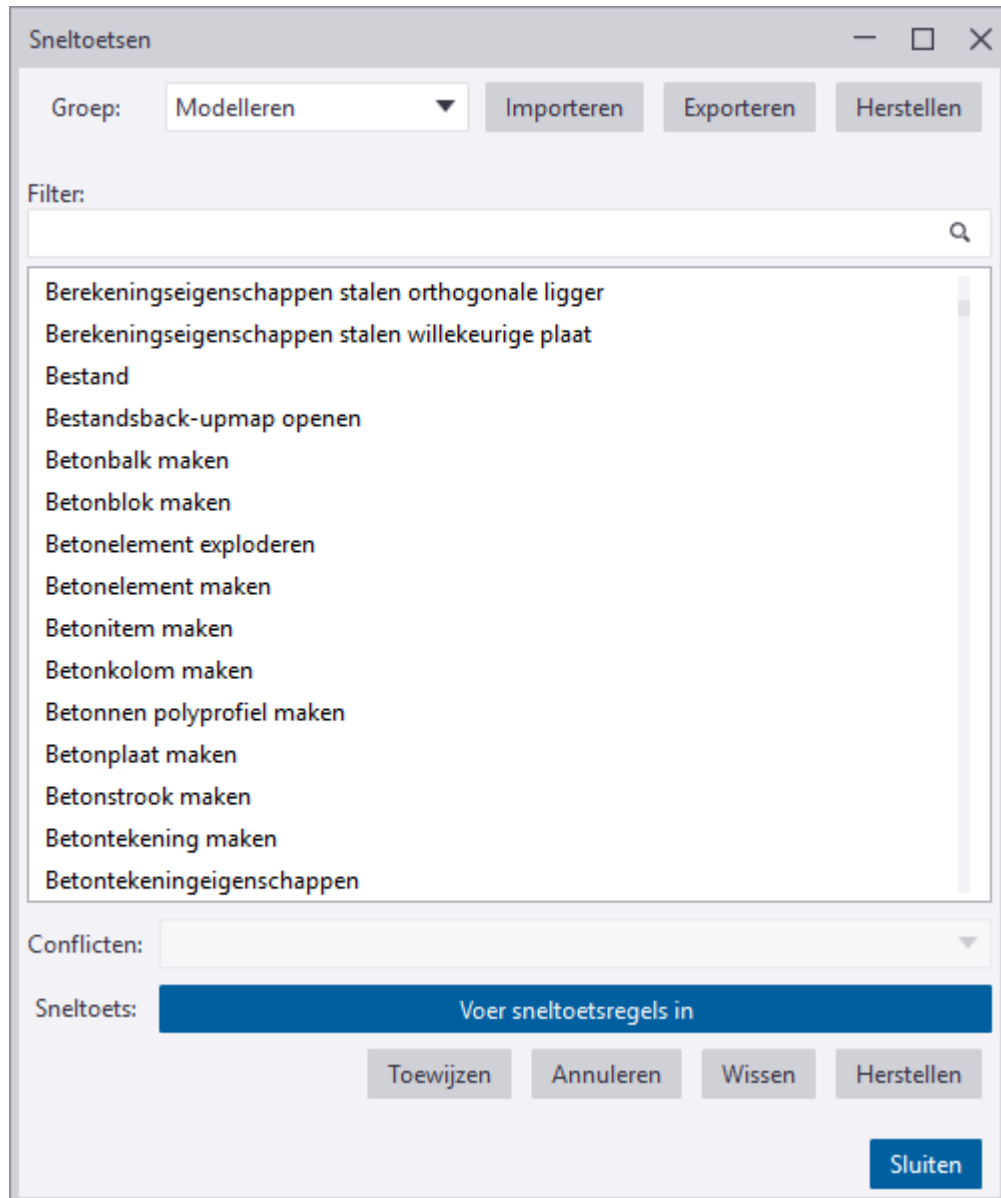 Sneltoetsen
Groep: Modelleren Importeren Exporteren Herstellen
Filter:
Berekeningseigenschappen stalen orthogonale ligger
Berekeningseigenschappen stalen willekeurige plaat
Bestand
Bestandsback-upmap openen
Betonbalk maken
Betonblok maken
Betonelement exploderen
Betonelement maken
Betonitem maken
Betonkolom maken
Betonnen polyprofiel maken
Betonplaat maken
Betonstrook maken
Betontekening maken
Betontekeningeigenschappen
Conflicten:
Sneltoets: Voer sneltoetsregels in
Toewijzen Annuleren Wissen Herstellen
Sluiten